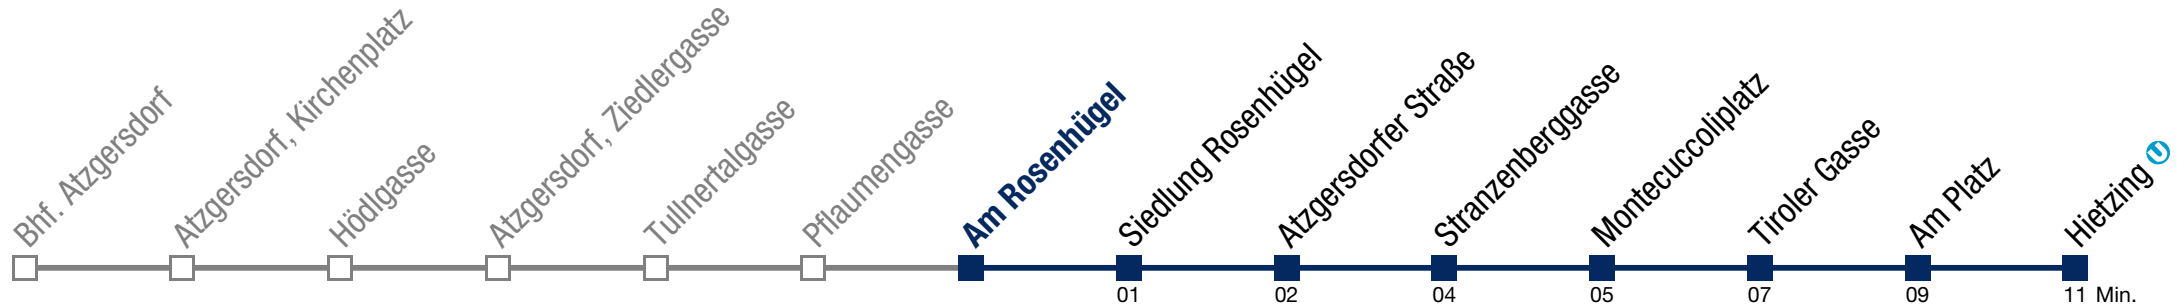 Bhf. Atzgersdorf
Atzgersdorf, Kirchenplatz
Hödlgasse
Atzgersdorf, Ziedlergasse
Tullnertalgasse
Pflaumengasse
Am Rosenhügel
Siedlung Rosenhügel
Atzgersdorfer Straße
Stranzenberggasse
Montecuccoliplatz
Tiroler Gasse
Am Platz
Hietzing U
01 02 04 05 07 09 11 Min.